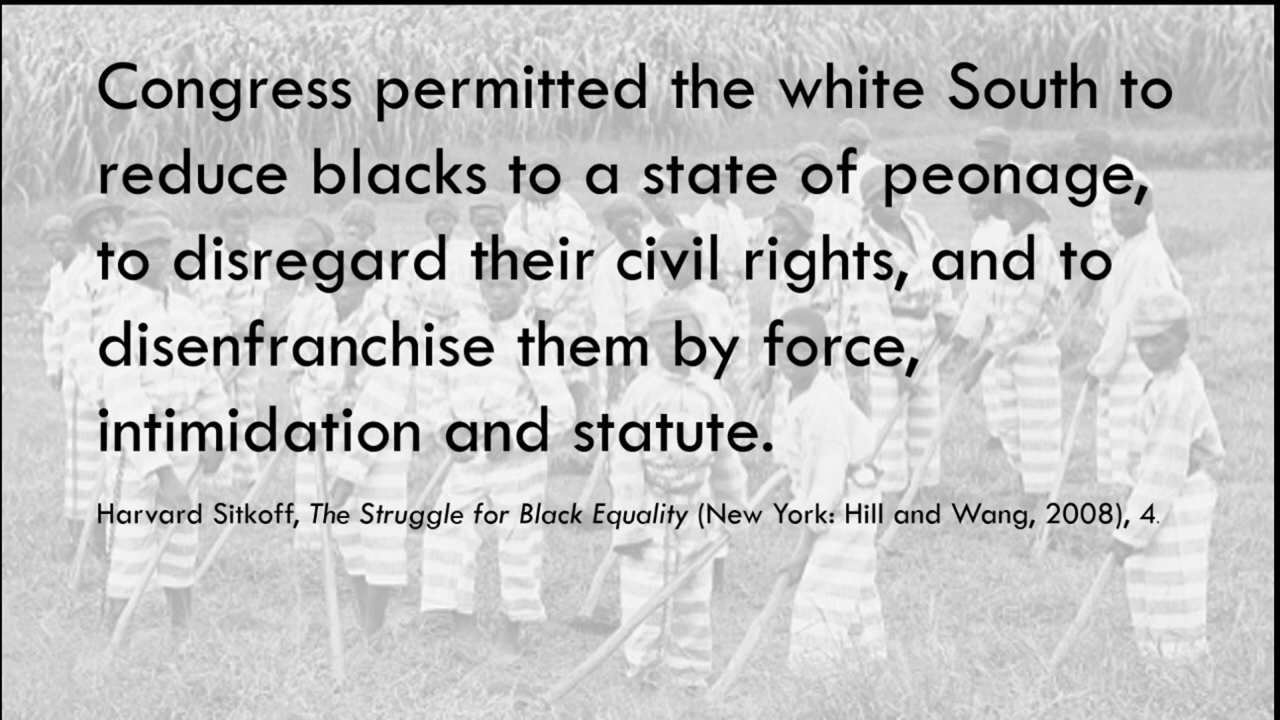 Congress permitted the white South to
reduce blacks to a state of peonage,
to disregard their civil rights, and to
disenfranchise them by force,
intimidation and statute.
Harvard Sitkoff, The Struggle for Black Equality (New York: Hill and Wang, 2008), 4.